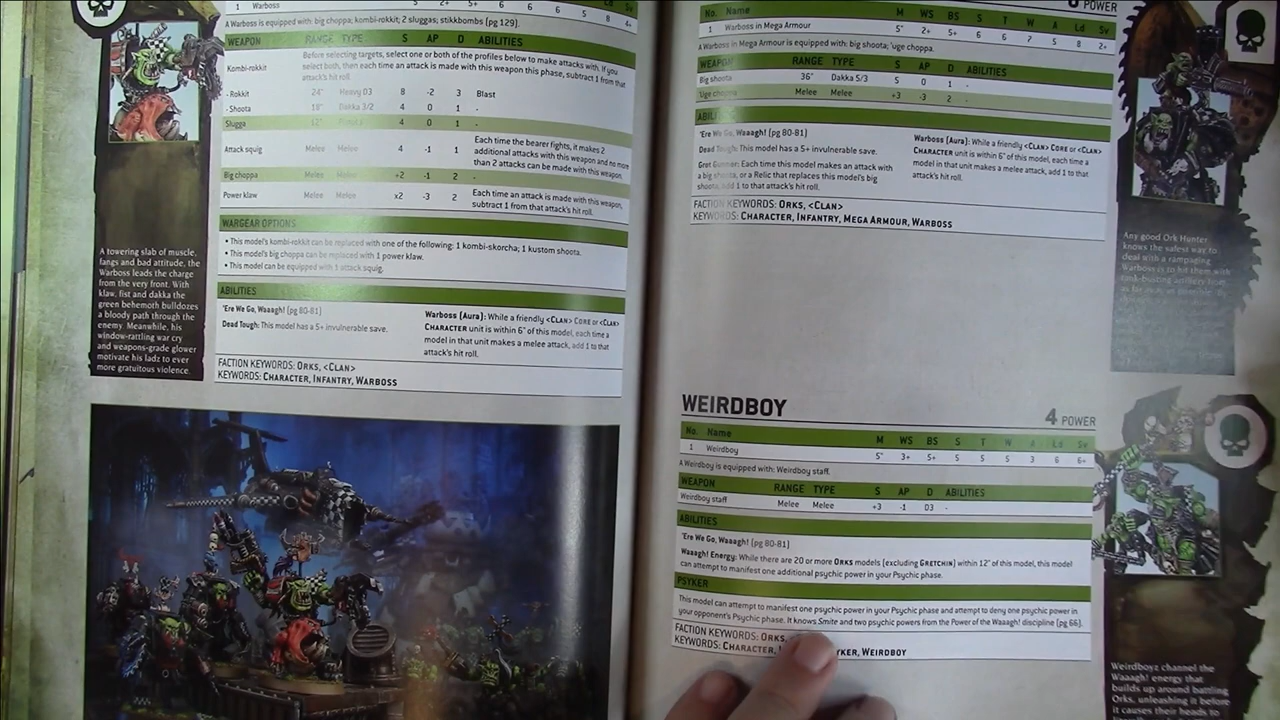 1 Warboss 5" 2+ 5+ 6 6 6 5 8 4+
A Warboss is equipped with: big choppa; kombi-rokkit; 2 sluggas; stikkbombs (pg 129).
WEAPON RANGE TYPE S AP D ABILITIES
Kombi-rokkit
Before selecting targets, select one or both of the profiles below to make attacks with. If you
select both, then each time an attack is made with this weapon this phase, subtract 1 from that
attack's hit roll.
- Rokkit 24" Heavy D3 8 -2 3 Blast
- Shoota 18" Dakka 3/2 4 0 1 -
Slugga 12" Pistol 1 4 0 1 -
Attack squig Melee Melee 4 -1 1
Each time the bearer fights, it makes 2
additional attacks with this weapon and no more
than 2 attacks can be made with this weapon.
Big choppa Melee Melee +2 -1 2 -
Power klaw Melee Melee x2 -3 2
Each time an attack is made with this weapon,
subtract 1 from that attack's hit roll.
WARGEAR OPTIONS
• This model's kombi-rokkit can be replaced with one of the following: 1 kombi-skorcha; 1 kustom shoota.
• This model's big choppa can be replaced with 1 power klaw.
• This model can be equipped with 1 attack squig.
ABILITIES
'Ere We Go, Waaagh! (pg 80-81)
Dead Tough: This model has a 5+ invulnerable save.
Warboss (Aura): While a friendly <CLAN> CORE or <CLAN>
CHARACTER unit is within 6" of this model, each time a
model in that unit makes a melee attack, add 1 to that
attack's hit roll.
FACTION KEYWORDS: ORKS, <CLAN>
KEYWORDS: CHARACTER, INFANTRY, WARBOSS
A towering slab of muscle,
fangs and bad attitude, the
Warboss leads the charge
from the very front. With
klaw, fist and dakka the
green behemoth bulldozes
a bloody path through the
enemy. Meanwhile, his
window-rattling war cry
and weapons-grade glower
motivate his ladz to ever
more gratuitous violence.
POWER
No. Name M WS BS S T W A Ld Sv
1 Warboss in Mega Armour 5" 2+ 5+ 6 6 7 5 8 2+
A Warboss in Mega Armour is equipped with: big shoota; 'uge choppa.
WEAPON RANGE TYPE S AP D ABILITIES
Big shoota 36" Dakka 5/3 5 0 1 -
'Uge choppa Melee Melee +3 -3 2 -
ABILITIES
'Ere We Go, Waaagh! (pg 80-81)
Dead Tough: This model has a 5+ invulnerable save.
Grot Gunner: Each time this model makes an attack with
a big shoota, or a Relic that replaces this model's big
shoota, add 1 to that attack's hit roll.
Warboss (Aura): While a friendly <CLAN> CORE or <CLAN>
CHARACTER unit is within 6" of this model, each time a
model in that unit makes a melee attack, add 1 to that
attack's hit roll.
FACTION KEYWORDS: ORKS, <CLAN>
KEYWORDS: CHARACTER, INFANTRY, MEGA ARMOUR, WARBOSS
Any good Ork Hunter
knows the safest way to
deal with a rampaging
Warboss is to hit them with
tank-busting artillery from
as far away as possible.
WEIRDBOY
4 POWER
No. Name M WS BS S T W A Ld Sv
1 Weirdboy 5" 3+ 5+ 5 5 5 3 6 6+
A Weirdboy is equipped with: Weirdboy staff.
WEAPON RANGE TYPE S AP D ABILITIES
Weirdboy staff Melee Melee +3 -1 D3 -
ABILITIES
'Ere We Go, Waaagh! (pg 80-81)
Waaagh! Energy: While there are 20 or more ORKS models (excluding GRETCHIN) within 12" of this model, this model
can attempt to manifest one additional psychic power in your Psychic phase.
PSYKER
This model can attempt to manifest one psychic power in your Psychic phase and attempt to deny one psychic power in
your opponent's Psychic phase. It knows Smite and two psychic powers from the Power of the Waaagh! discipline (pg 66).
FACTION KEYWORDS: ORKS,
KEYWORDS: CHARACTER, YKER, WEIRDBOY
Weirdboyz channel the
Waaagh! energy that
builds up around battling
Orks, unleashing it before
it causes their heads to